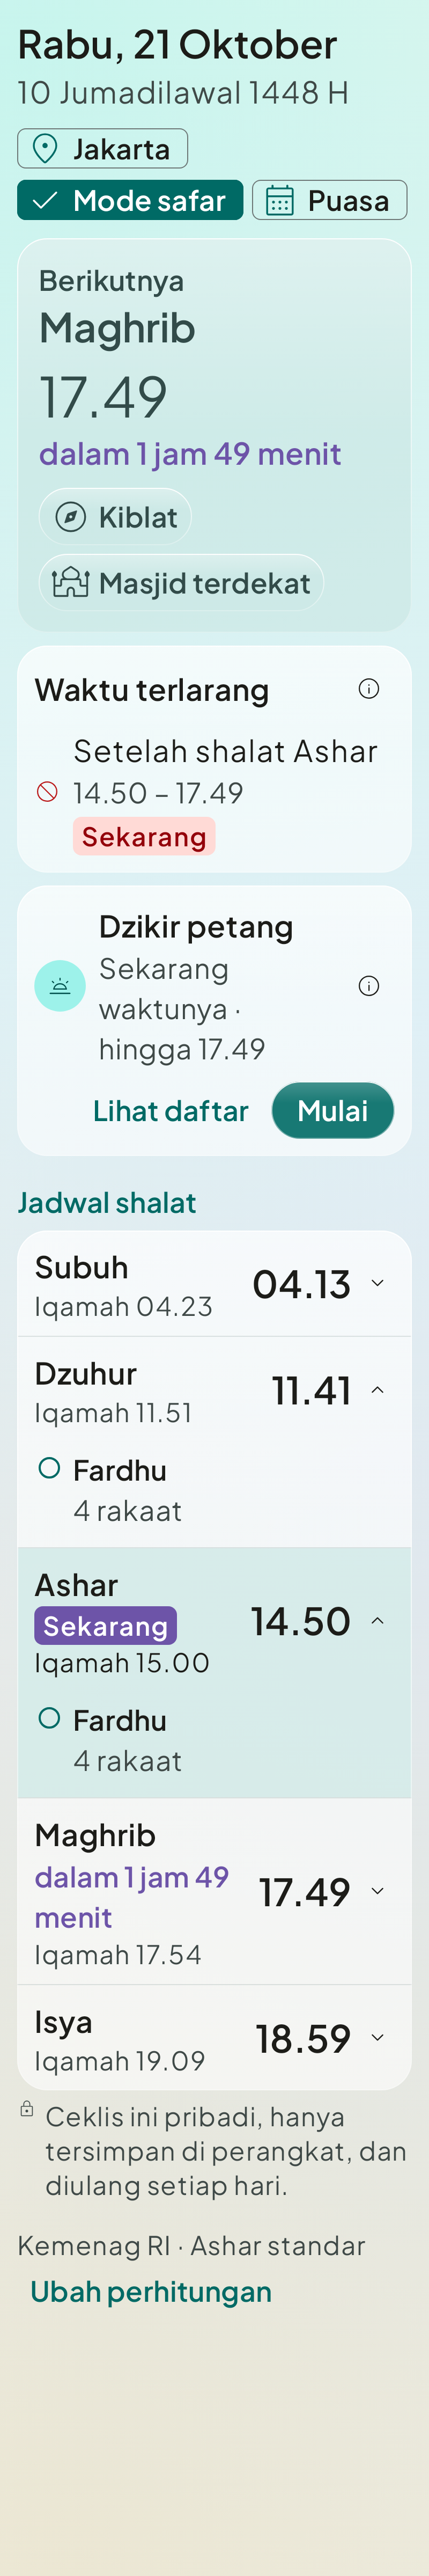 Rabu, 21 Oktober
10 Jumadilawal 1448 H
Jakarta
Mode safar
Puasa
Berikutnya
Maghrib
17.49
dalam 1 jam 49 menit
Kiblat
Masjid terdekat
Waktu terlarang
Setelah shalat Ashar
14.50 – 17.49
Sekarang
Dzikir petang
Sekarang
waktunya ·
hingga 17.49
Lihat daftar
Mulai
Jadwal shalat
Subuh
Iqamah 04.23
04.13
Dzuhur
Iqamah 11.51
11.41
Fardhu
4 rakaat
Ashar
Sekarang
Iqamah 15.00
14.50
Fardhu
4 rakaat
Maghrib
dalam 1 jam 49
menit
Iqamah 17.54
17.49
Isya
Iqamah 19.09
18.59
Ceklis ini pribadi, hanya
tersimpan di perangkat, dan
diulang setiap hari.
Kemenag RI · Ashar standar
Ubah perhitungan